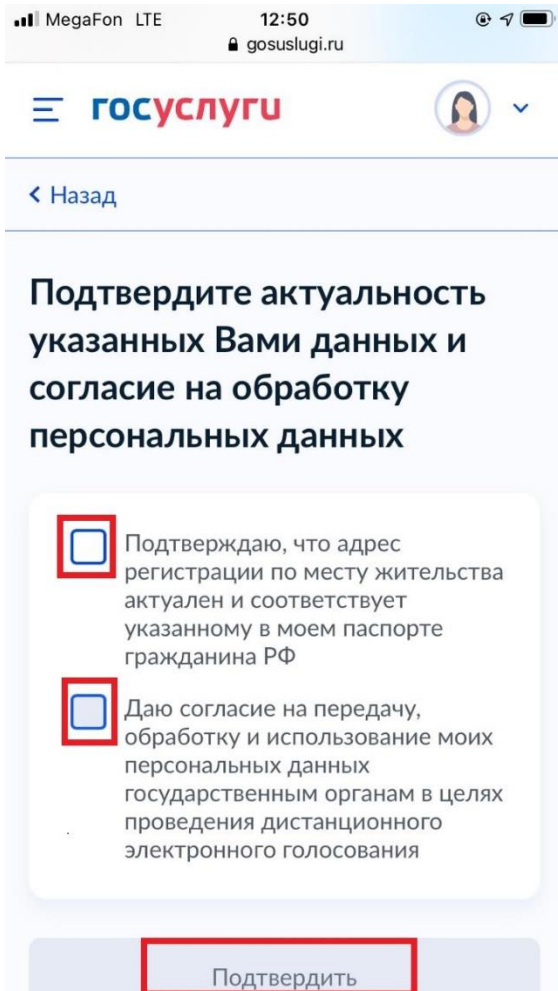 MegaFon LTE 12:50
gosuslugi.ru
госуслуги
Назад
Подтвердите актуальность
указанных Вами данных и
согласие на обработку
персональных данных
Подтверждаю, что адрес
регистрации по месту жительства
актуален и соответствует
указанному в моем паспорте
гражданина РФ
Даю согласие на передачу,
обработку и использование моих
персональных данных
государственным органам в целях
проведения дистанционного
электронного голосования
Подтвердить